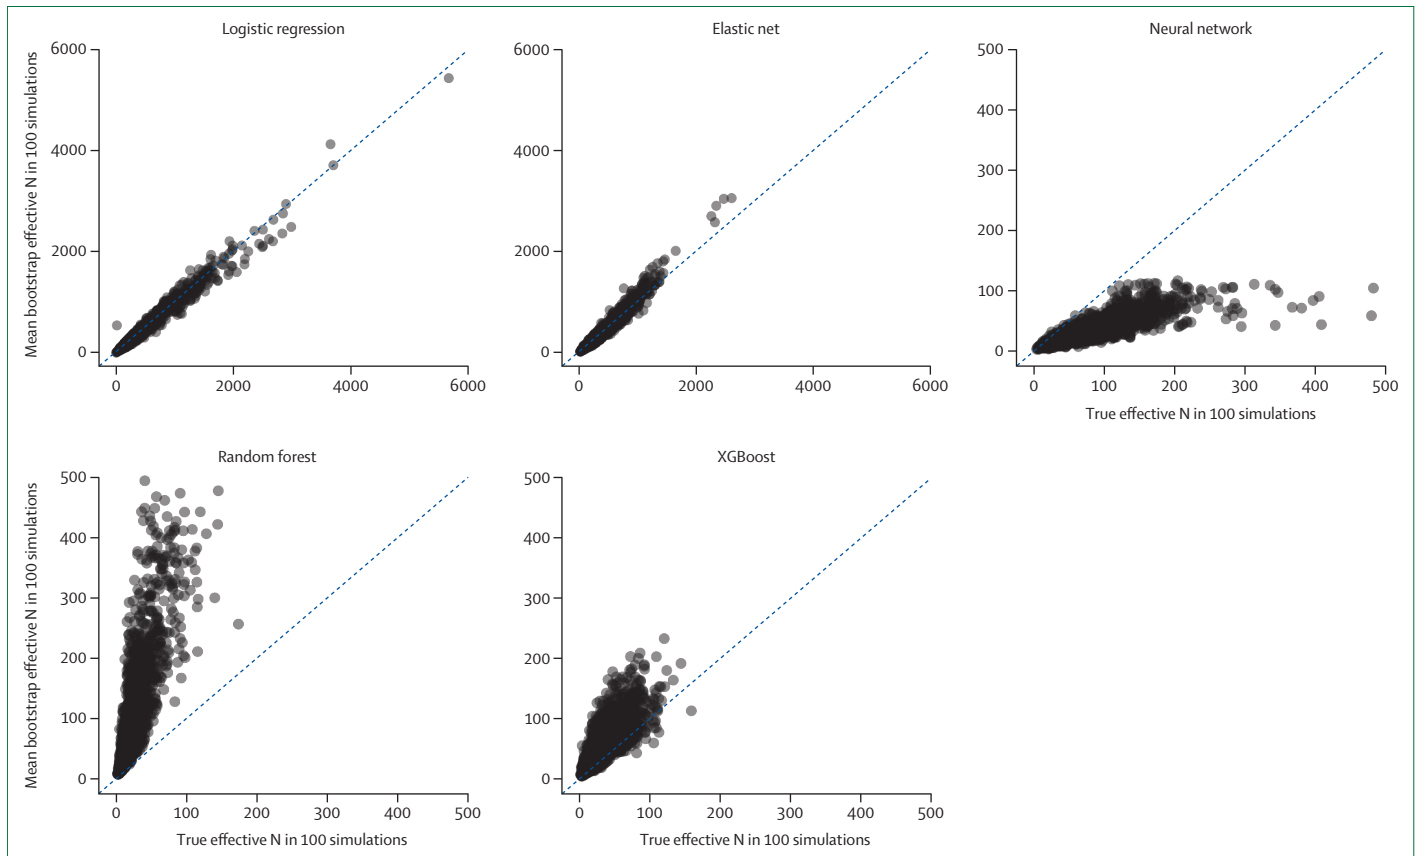 Logistic regression
Elastic net
Neural network
Mean bootstrap effective N in 100 simulations
6000
4000
2000
0
0 2000 4000 6000
6000
4000
2000
0
0 2000 4000 6000
500
400
300
200
100
0
0 100 200 300 400 500
True effective N in 100 simulations
Random forest
XGBoost
Mean bootstrap effective N in 100 simulations
500
400
300
200
100
0
0 100 200 300 400 500
True effective N in 100 simulations
500
400
300
200
100
0
0 100 200 300 400 500
True effective N in 100 simulations